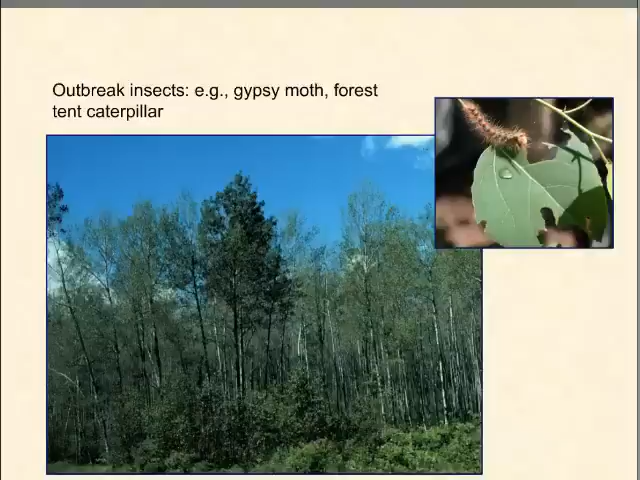 Outbreak insects: e.g., gypsy moth, forest
tent caterpillar